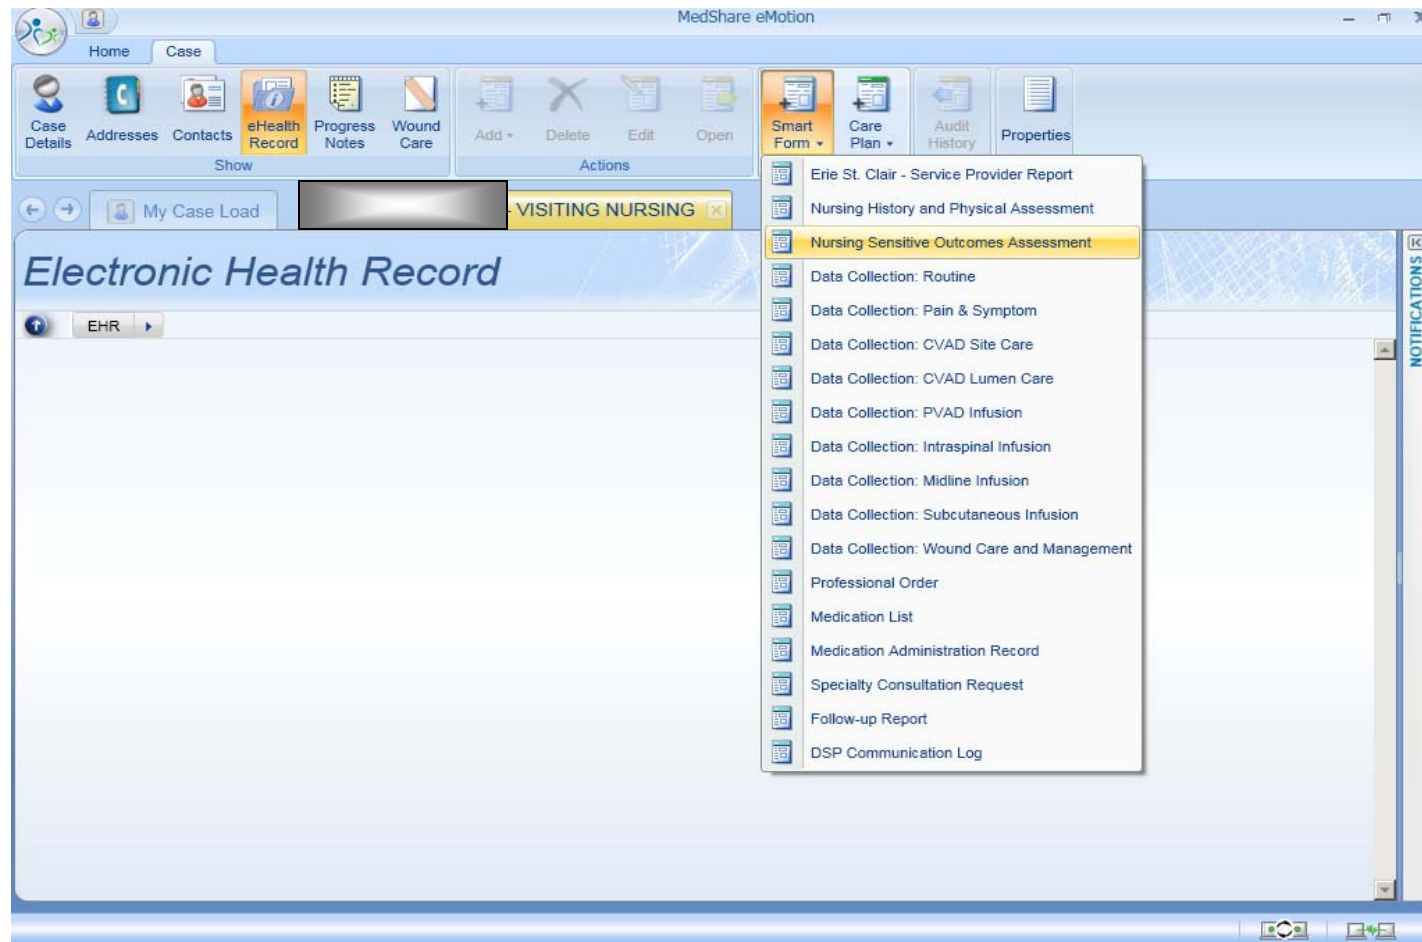 MedShare eMotion
Home Case
Case Details
Addresses
Contacts
eHealth Record
Progress Notes
Wound Care
Show
Add
Delete
Edit
Open
Actions
Smart Form
Care Plan
Audit History
Properties
My Case Load
- VISITING NURSING
Electronic Health Record
EHR
Erie St. Clair - Service Provider Report
Nursing History and Physical Assessment
Nursing Sensitive Outcomes Assessment
Data Collection: Routine
Data Collection: Pain & Symptom
Data Collection: CVAD Site Care
Data Collection: CVAD Lumen Care
Data Collection: PVAD Infusion
Data Collection: Intraspinal Infusion
Data Collection: Midline Infusion
Data Collection: Subcutaneous Infusion
Data Collection: Wound Care and Management
Professional Order
Medication List
Medication Administration Record
Specialty Consultation Request
Follow-up Report
DSP Communication Log
NOTIFICATIONS